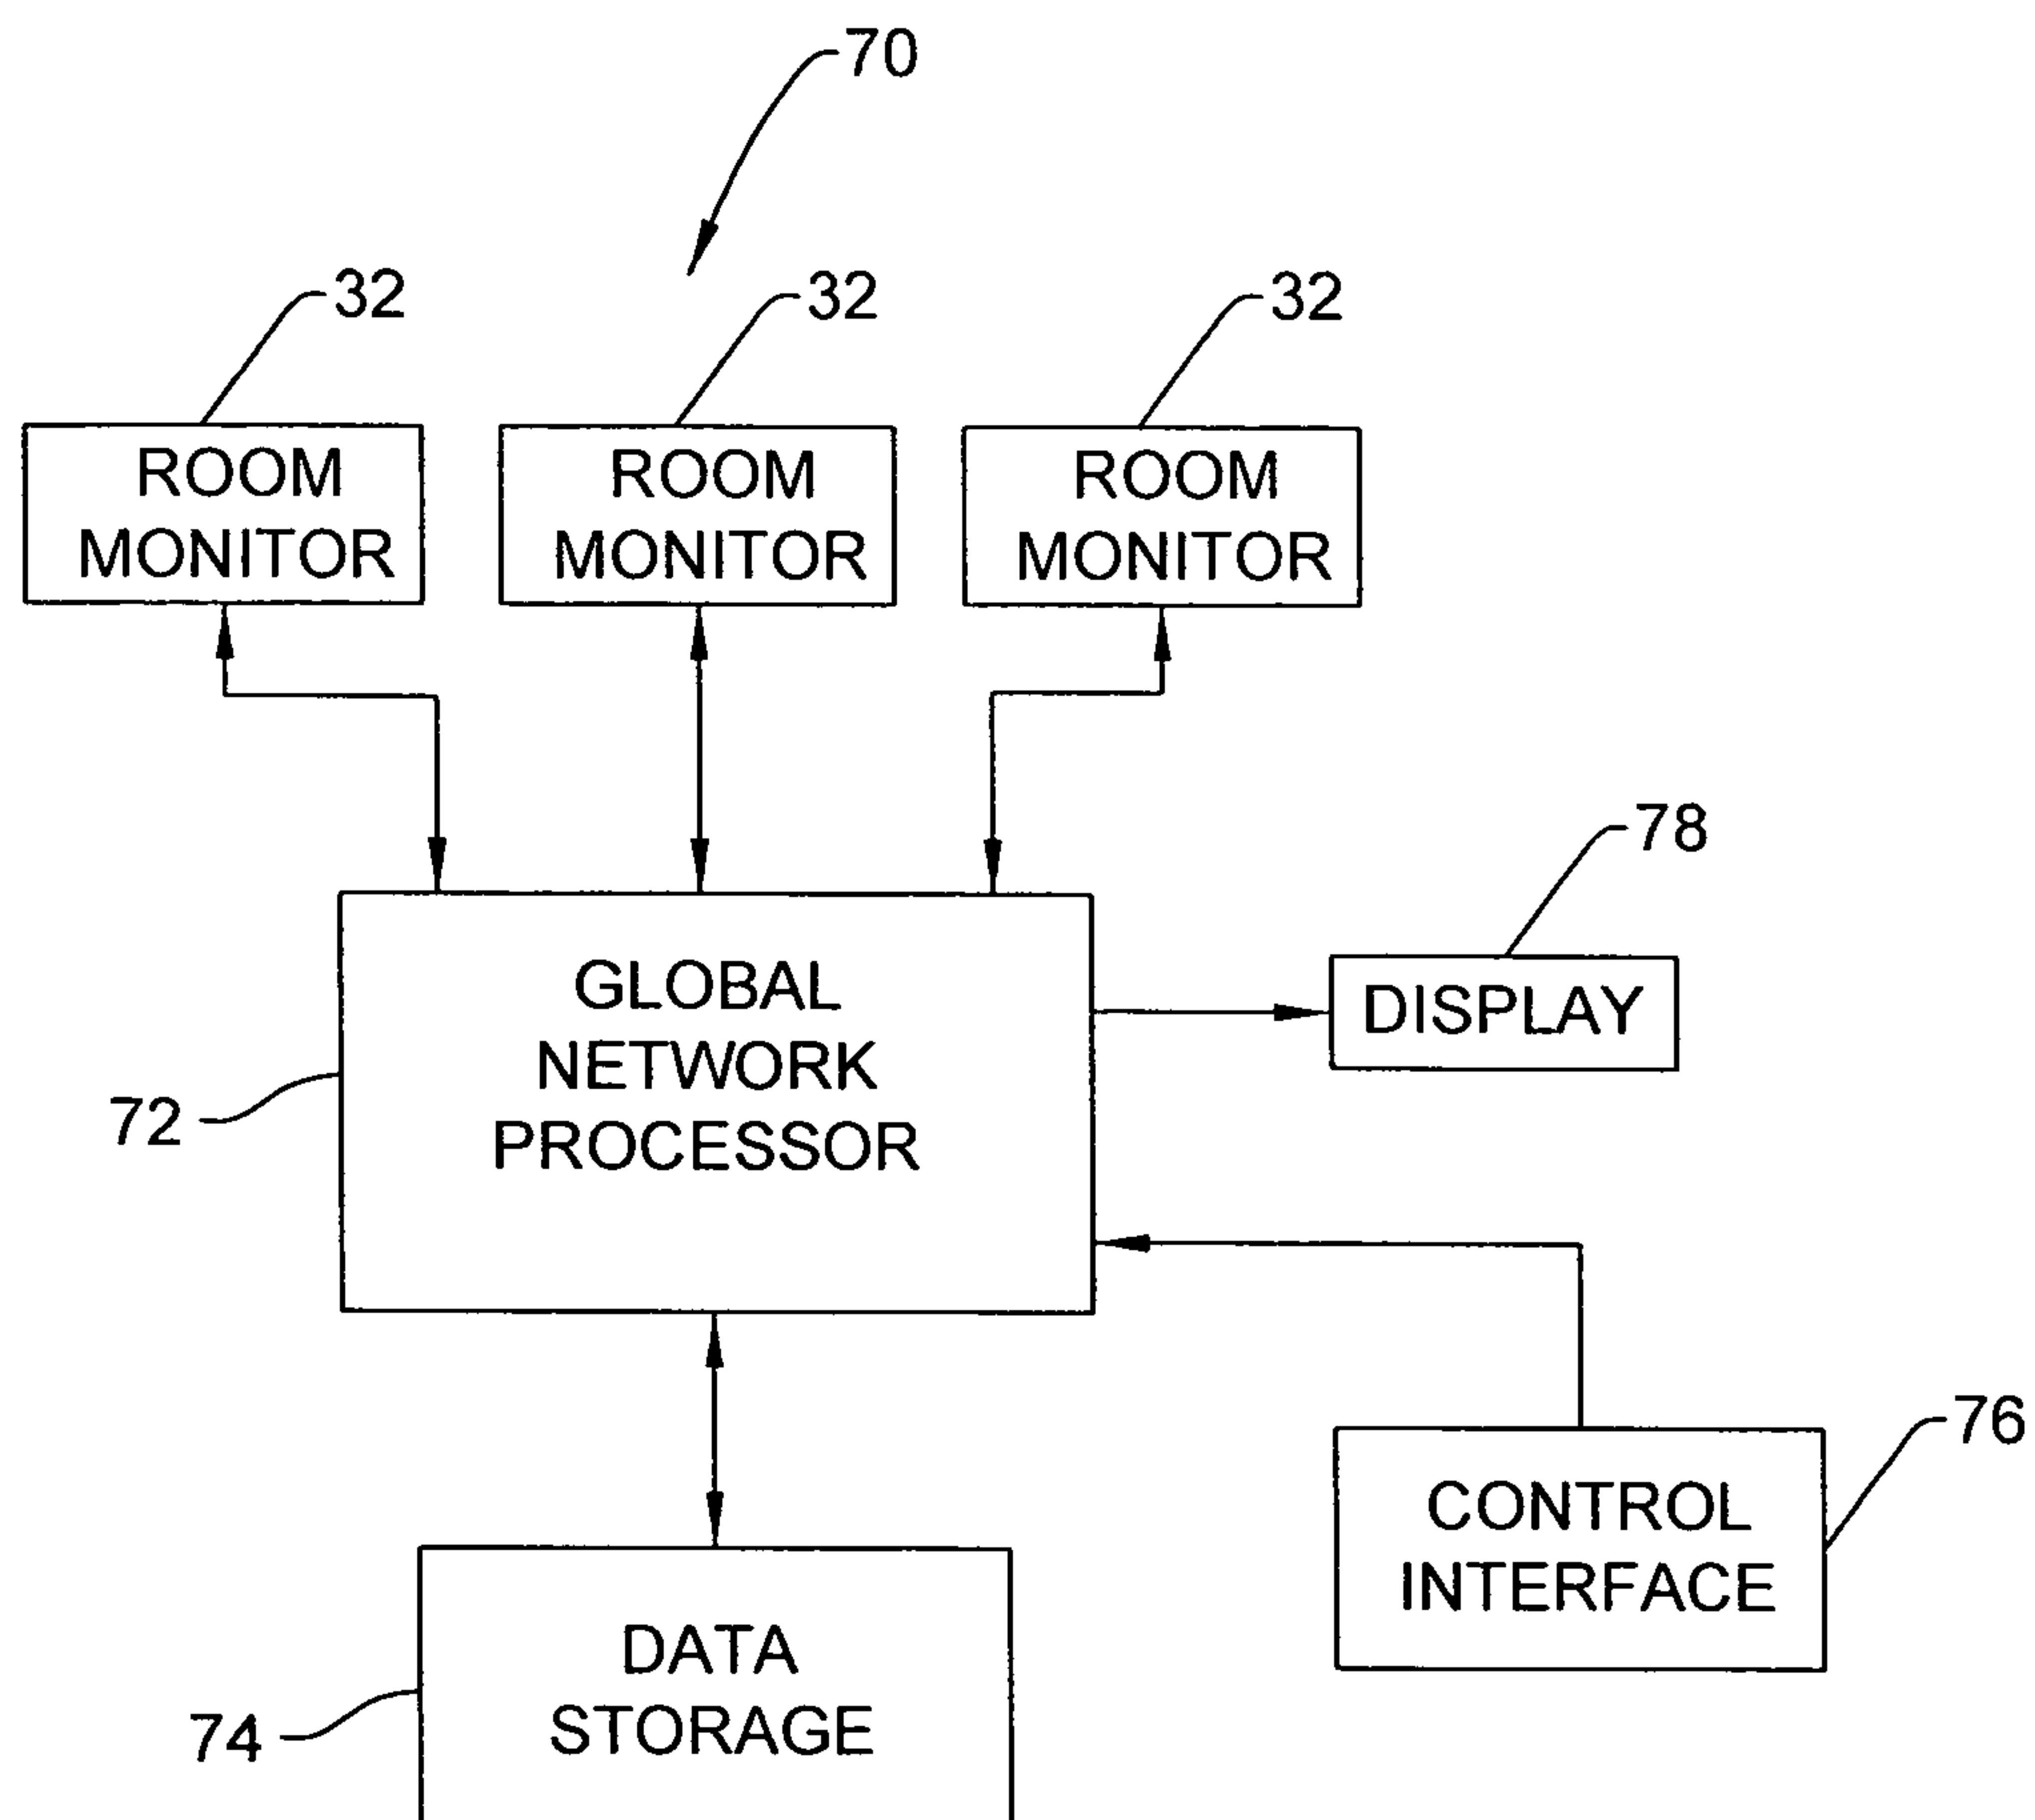 70
32
32
32
ROOM
MONITOR
ROOM
MONITOR
ROOM
MONITOR
78
GLOBAL
NETWORK
PROCESSOR
DISPLAY
72
76
CONTROL
INTERFACE
DATA
STORAGE
74